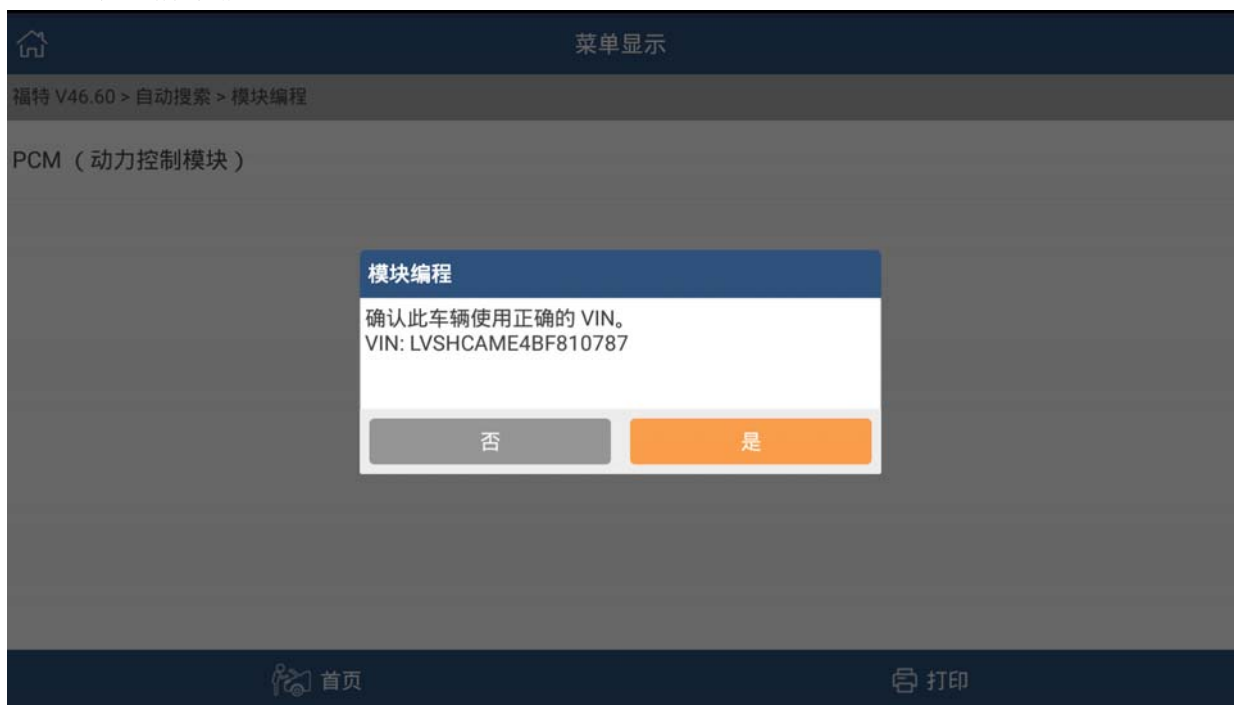 菜单显示
福特 V46.60 > 自动搜索 > 模块编程
PCM （ 动力控制模块 ）
模块编程
确认此车辆使用正确的 VIN。
VIN: LVSHCAME4BF810787
否
是
首页
打印